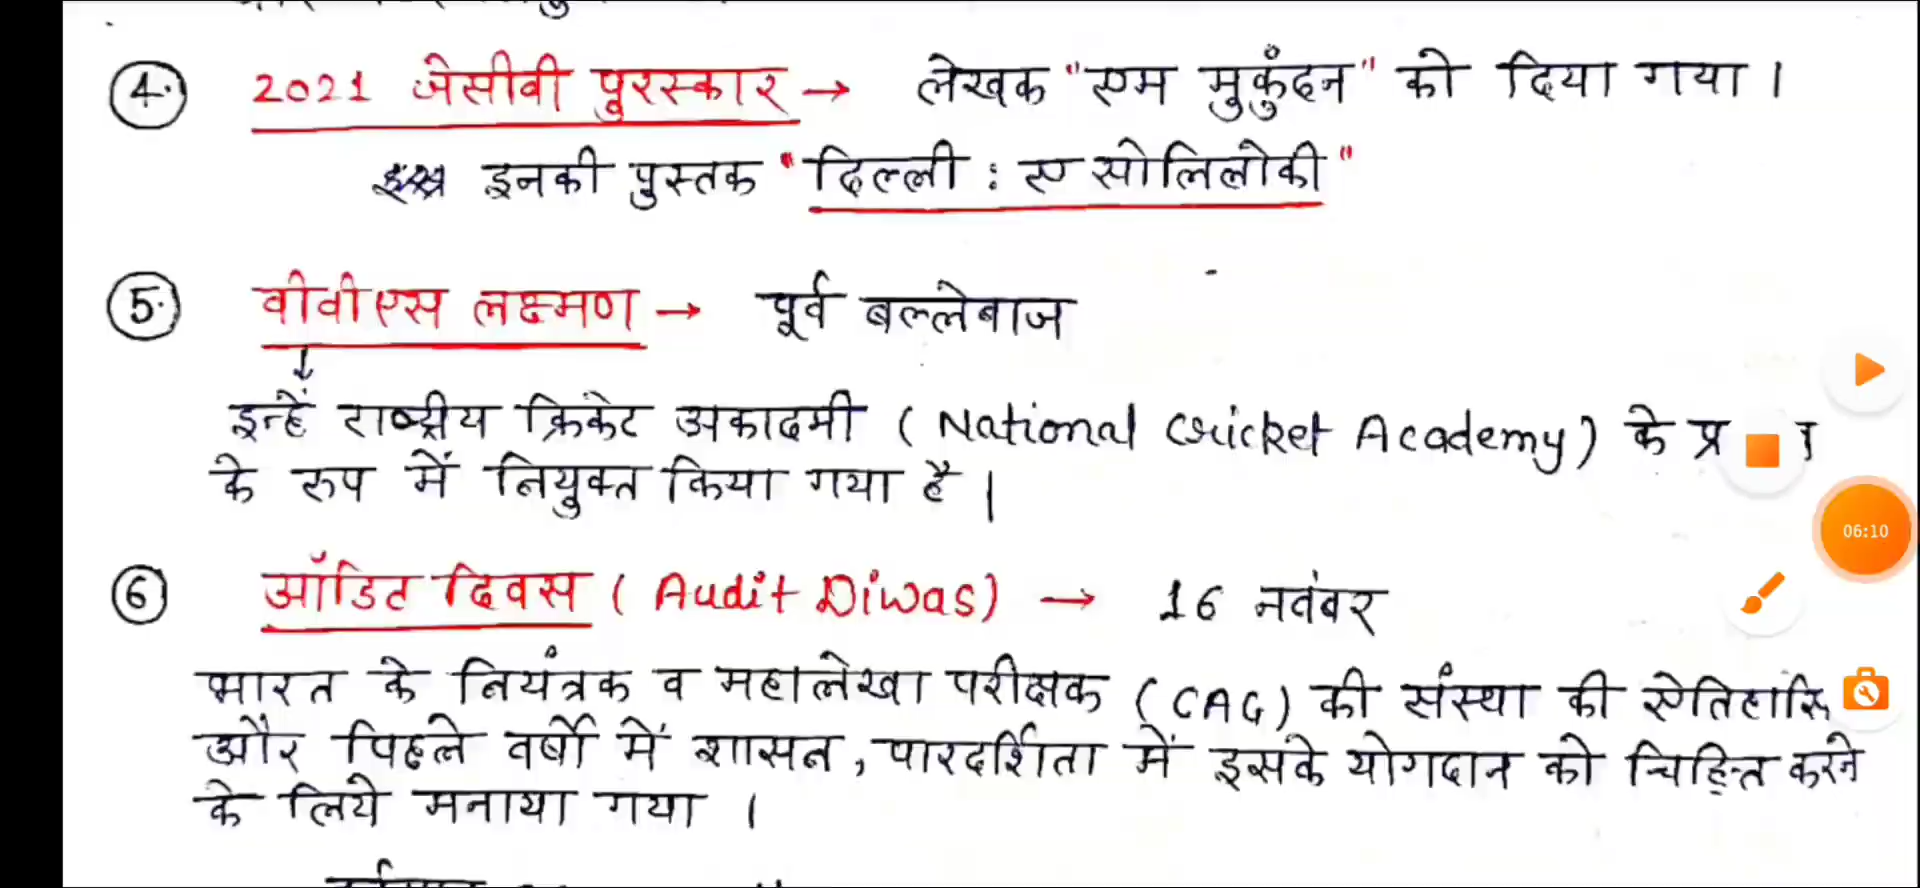 4. 2021 जेसीबी पुरस्कार → लेखक "एम मुकुंदन" को दिया गया ।
इनकी पुस्तक "दिल्ली : ए सोलिलोकी"
5. वीवीएस लक्ष्मण → पूर्व बल्लेबाज
↓
इन्हें राष्ट्रीय क्रिकेट अकादमी ( National Cricket Academy ) के
के रुप में नियुक्त किया गया है ।
06:10
6 ऑडिट दिवस ( Audit Diwas) → 16 नवंबर
भारत के नियंत्रक व महालेखा परीक्षक (CAG) की संस्था की
और पिछले वर्षो में शासन , पारदर्शिता में इसके योगदान को चिह्नित करने
के लिये मनाया गया ।